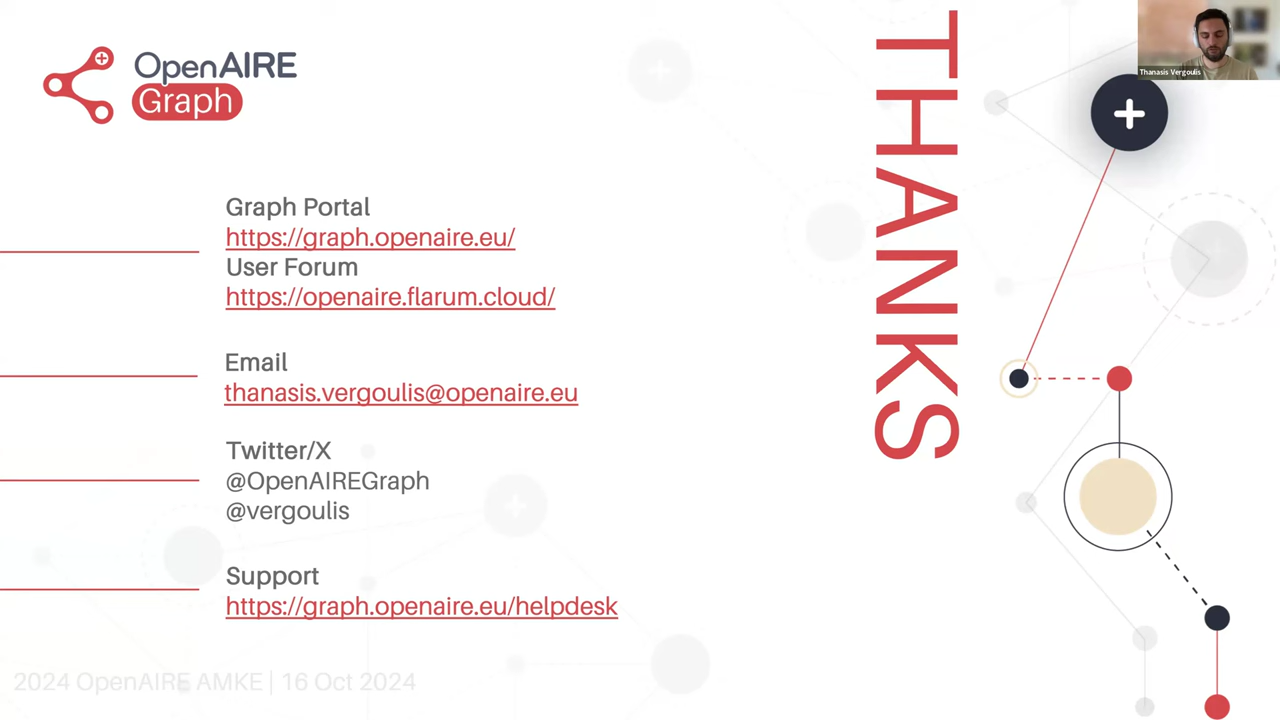 OpenAIRE
Graph
THANKS
Thanasis Vergoulis
Graph Portal
https://graph.openaire.eu/
User Forum
https://openaire.flarum.cloud/
Email
thanasis.vergoulis@openaire.eu
Twitter/X
@OpenAIREGraph
@vergoulis
Support
https://graph.openaire.eu/helpdesk
2024 OpenAIRE AMKE | 16 Oct 2024